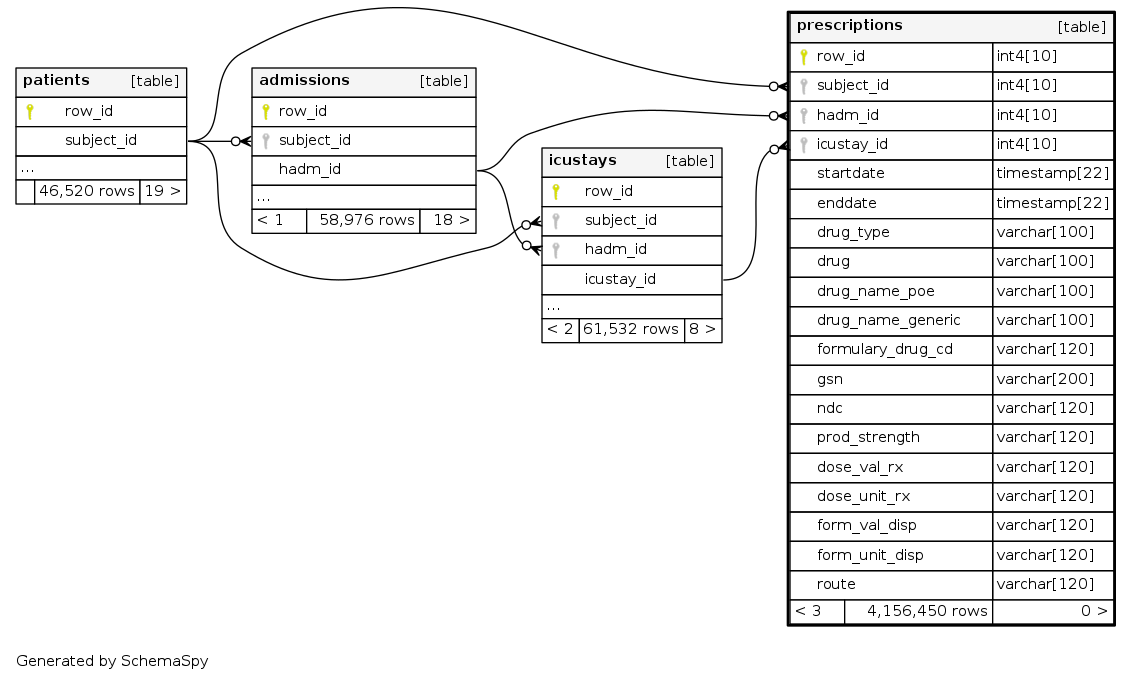 patients [table]
row_id
subject_id
...
46,520 rows 19 >
admissions [table]
row_id
subject_id
hadm_id
...
< 1 58,976 rows 18 >
icustays [table]
row_id
subject_id
hadm_id
icustay_id
...
< 2 61,532 rows 8 >
prescriptions [table]
row_id int4[10]
subject_id int4[10]
hadm_id int4[10]
icustay_id int4[10]
startdate timestamp[22]
enddate timestamp[22]
drug_type varchar[100]
drug varchar[100]
drug_name_poe varchar[100]
drug_name_generic varchar[100]
formulary_drug_cd varchar[120]
gsn varchar[200]
ndc varchar[120]
prod_strength varchar[120]
dose_val_rx varchar[120]
dose_unit_rx varchar[120]
form_val_disp varchar[120]
form_unit_disp varchar[120]
route varchar[120]
< 3 4,156,450 rows 0 >
Generated by SchemaSpy